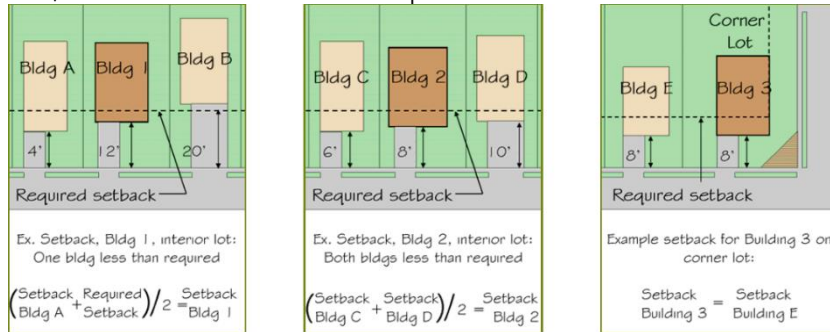 Bldg A
Bldg 1
Bldg B
4'
12'
20'
Required setback
Ex. Setback, Bldg 1, interior lot:
One bldg less than required
(Setback Bldg A + Required Setback)/2 = Setback Bldg 1
Bldg C
Bldg 2
Bldg D
6'
8'
10'
Required setback
Ex. Setback, Bldg 2, interior lot:
Both bldgs less than required
(Setback Bldg C + Setback Bldg D)/2 = Setback Bldg 2
Corner
Lot
Bldg E
Bldg 3
8'
8'
Required setback
Example setback for Building 3 on
corner lot:
Setback Building 3 = Setback Building E